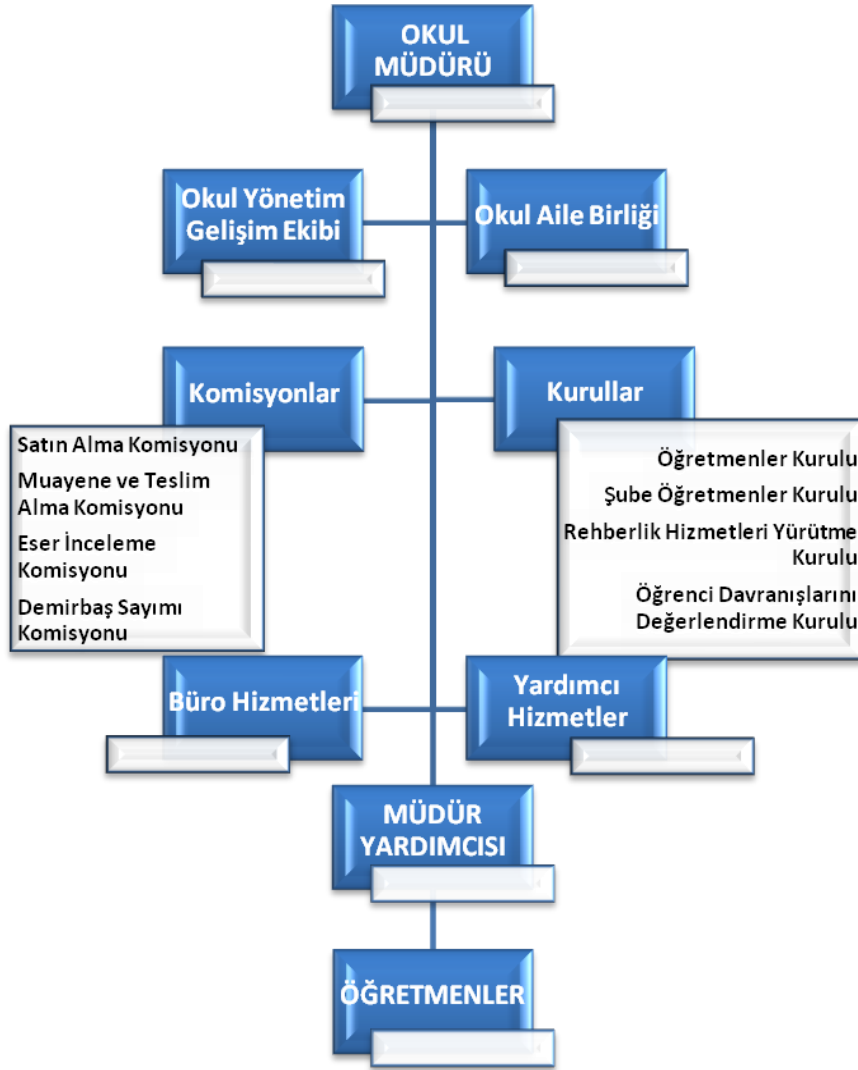 OKUL
MÜDÜRÜ
Okul Yönetim
Gelişim Ekibi
Okul Aile Birliği
Komisyonlar
Kurullar
Satın Alma Komisyonu
Muayene ve Teslim
Alma Komisyonu
Eser İnceleme
Komisyonu
Demirbaş Sayımı
Komisyonu
Öğretmenler Kurulu
Şube Öğretmenler Kurulu
Rehberlik Hizmetleri Yürütme
Kurulu
Öğrenci Davranışlarını
Değerlendirme Kurulu
Büro Hizmetleri
Yardımcı
Hizmetler
MÜDÜR
YARDIMCISI
ÖĞRETMENLER